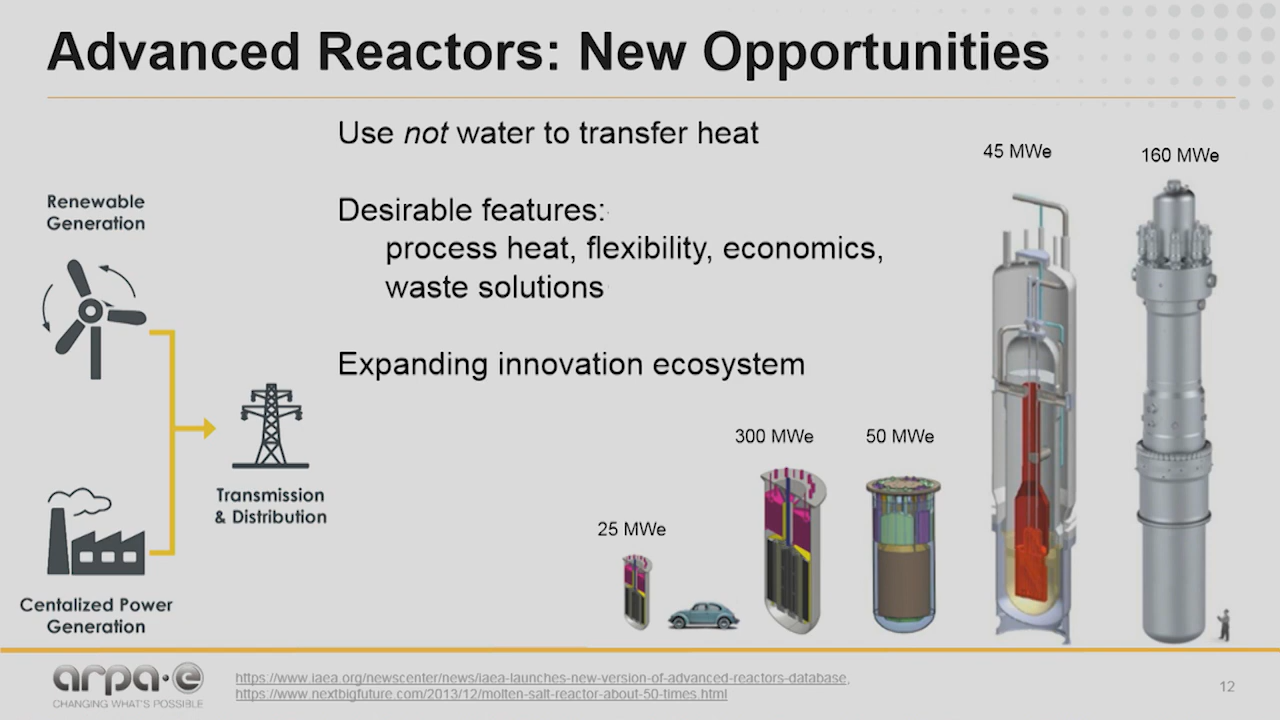 Advanced Reactors: New Opportunities
Use not water to transfer heat
Desirable features:
process heat, flexibility, economics,
waste solutions
Expanding innovation ecosystem
Renewable
Generation
Transmission
& Distribution
Centalized Power
Generation
25 MWe
300 MWe
50 MWe
45 MWe
160 MWe
arpa·e
CHANGING WHAT'S POSSIBLE
https://www.iaea.org/newscenter/news/iaea-launches-new-version-of-advanced-reactors-database,
https://www.nextbigfuture.com/2013/12/molten-salt-reactor-about-50-times.html
12